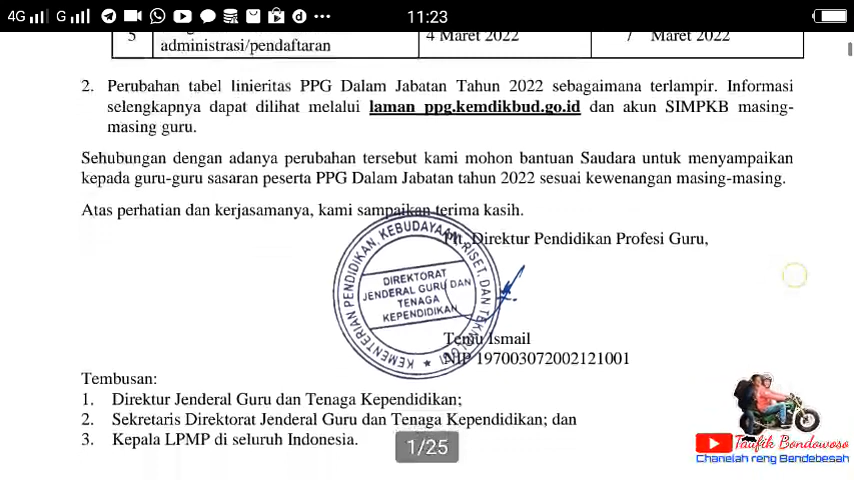 4G G 11:23
5 administrasi/pendaftaran 4 Maret 2022 7 Maret 2022
2. Perubahan tabel linieritas PPG Dalam Jabatan Tahun 2022 sebagaimana terlampir. Informasi
selengkapnya dapat dilihat melalui laman ppg.kemdikbud.go.id dan akun SIMPKB masing-
masing guru.
Sehubungan dengan adanya perubahan tersebut kami mohon bantuan Saudara untuk menyampaikan
kepada guru-guru sasaran peserta PPG Dalam Jabatan tahun 2022 sesuai kewenangan masing-masing.
Atas perhatian dan kerjasamanya, kami sampaikan terima kasih.
Plt. Direktur Pendidikan Profesi Guru,
KEMENTERIAN PENDIDIKAN, KEBUDAYAAN, RISET, DAN TEKNOLOGI
DIREKTORAT
JENDERAL GURU DAN
TENAGA
KEPENDIDIKAN
Temu Ismail
NIP 197003072002121001
Tembusan:
1. Direktur Jenderal Guru dan Tenaga Kependidikan;
2. Sekretaris Direktorat Jenderal Guru dan Tenaga Kependidikan; dan
3. Kepala LPMP di seluruh Indonesia.
1/25
Taufik Bondowoso
Chanelah reng Bendebesah